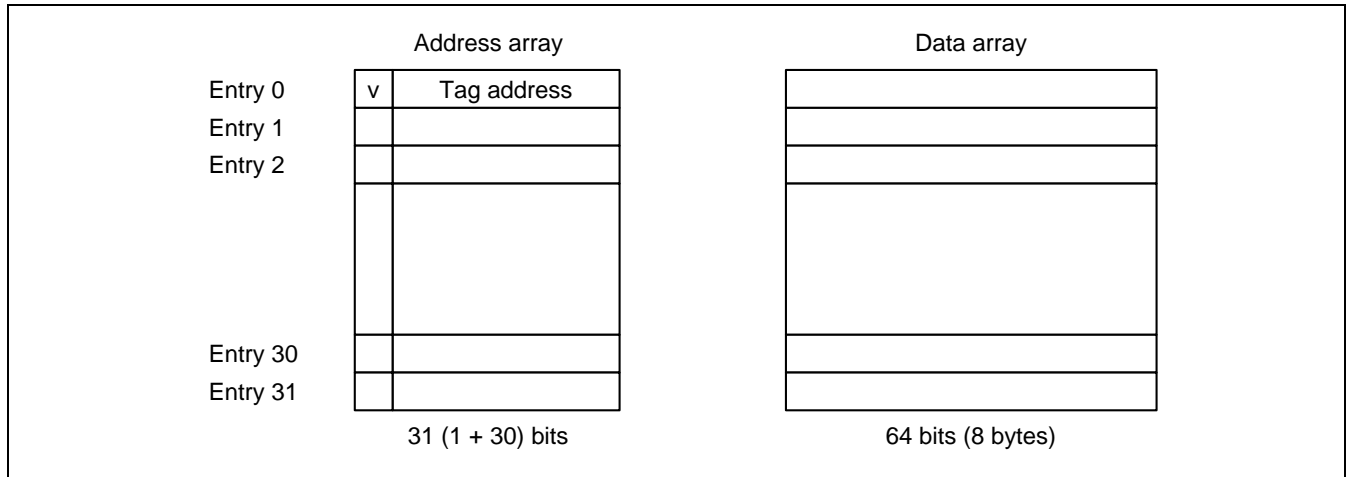 Address array Data array
Entry 0 v Tag address
Entry 1
Entry 2
Entry 30
Entry 31
31 (1 + 30) bits 64 bits (8 bytes)